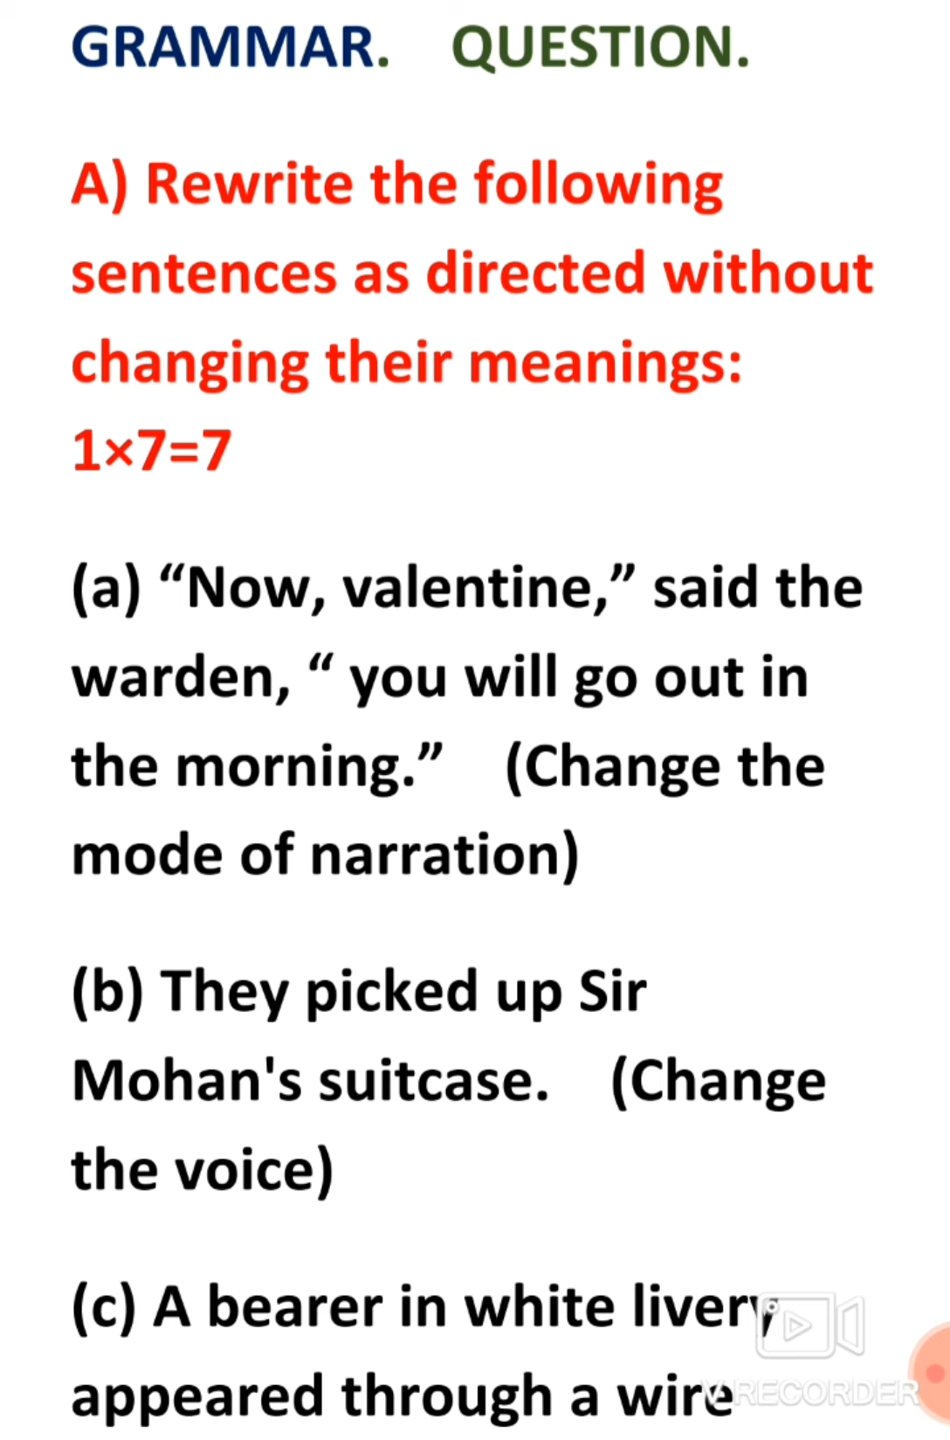 GRAMMAR. QUESTION.
A) Rewrite the following
sentences as directed without
changing their meanings:
1×7=7
(a) “Now, valentine,” said the
warden, “ you will go out in
the morning.” (Change the
mode of narration)
(b) They picked up Sir
Mohan's suitcase. (Change
the voice)
(c) A bearer in white livery
appeared through a wire
V RECORDER